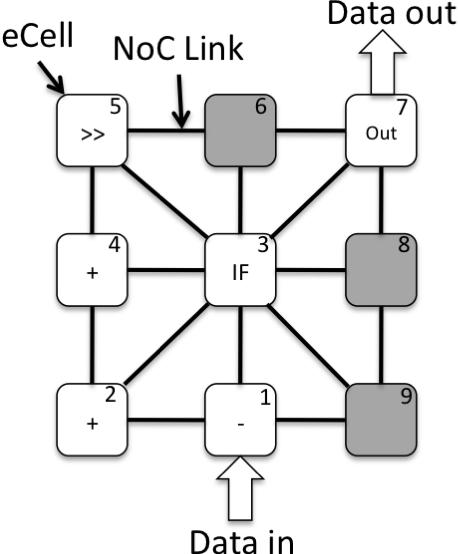 Data out
eCell
NoC Link
5
>>
6
7
Out
4
+
3
IF
8
2
+
1
-
9
Data in